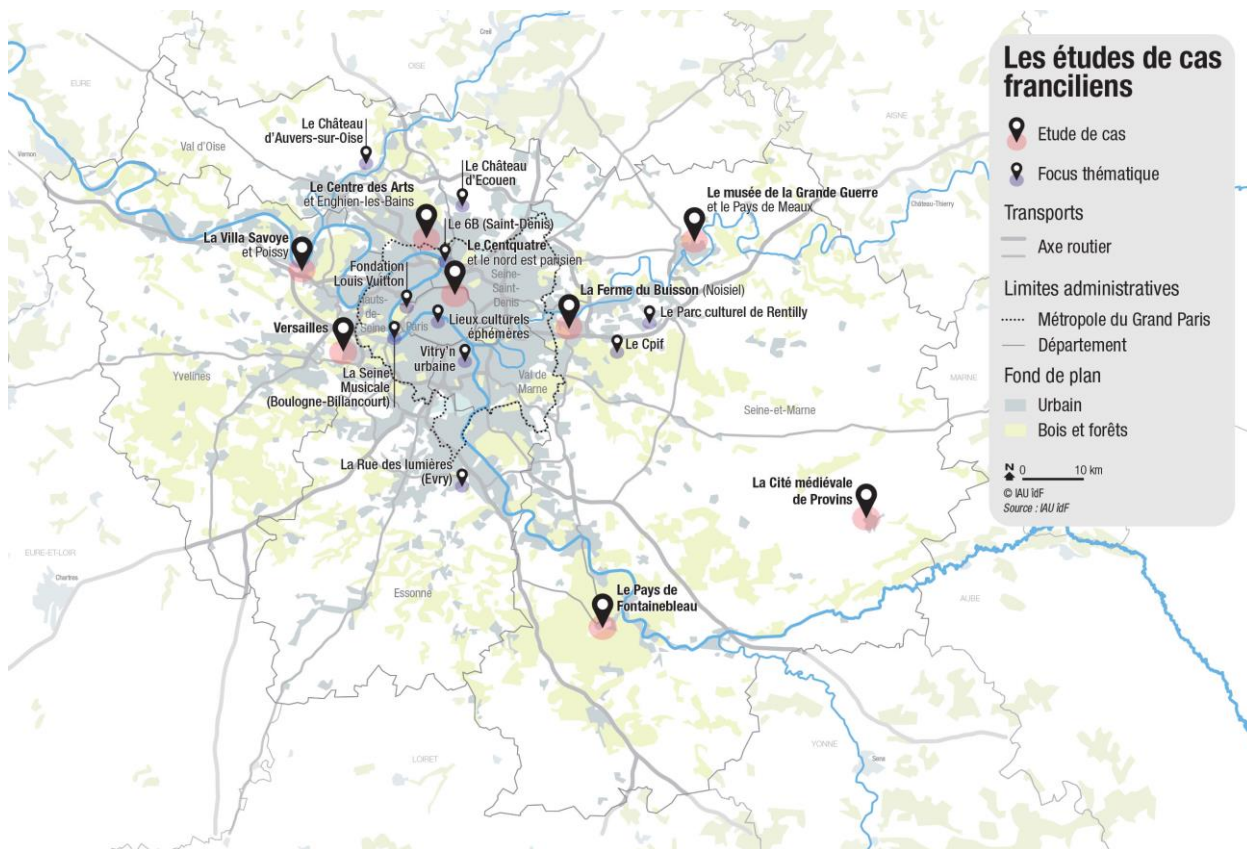 Les études de cas
franciliens
Etude de cas
Focus thématique
Transports
Axe routier
Limites administratives
Métropole du Grand Paris
Département
Fond de plan
Urbain
Bois et forêts
N 0 10 km
© IAU îdF
Source : IAU îdF
Creil
OISE
EURE
AISNE
Vernon
Val d'Oise
Le Château
d'Auvers-sur-Oise
Le Château
d'Ecouen
Le Centre des Arts
et Enghien-les-Bains
Le musée de la Grande Guerre
et le Pays de Meaux
Château-Thierry
Le 6B (Saint-Denis)
La Villa Savoye
et Poissy
Le Centquatre
et le nord est parisien
Fondation
Louis Vuitton
Seine-
Saint-
Denis
La Ferme du Buisson (Noisiel)
Hauts-
de-
Seine
Paris
Lieux culturels
éphémères
Le Parc culturel de Rentilly
Versailles
Le Cpif
Vitry'n
urbaine
La Seine
Musicale
(Boulogne-Billancourt)
Yvelines
Val de
Marne
MARNE
Seine-et-Marne
La Rue des lumières
(Evry)
La Cité médiévale
de Provins
EURE-ET-LOIR
Chartres
Essonne
Le Pays de
Fontainebleau
AUBE
LOIRET
YONNE
Sens